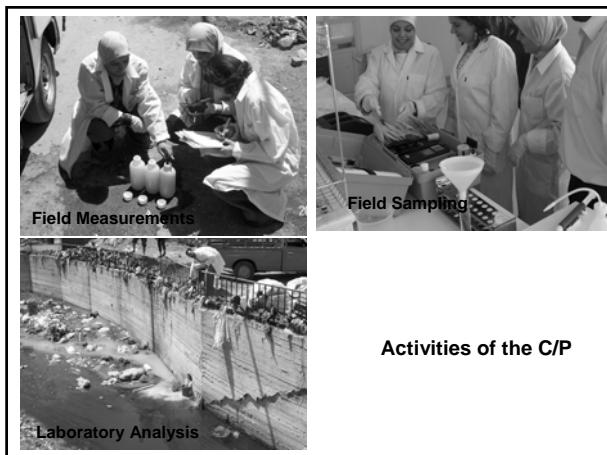 Field Measurements
Field Sampling
Activities of the C/P
Laboratory Analysis